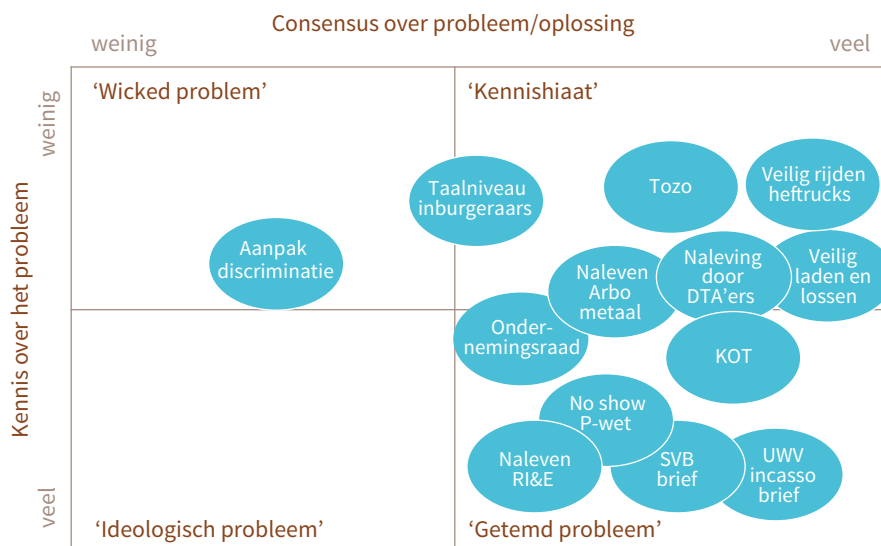 Consensus over probleem/oplossing
weinig
veel
Kennis over het probleem
weinig
veel
‘Wicked problem’
‘Kennishiaat’
Taalniveau
inburgeraars
Tozo
Veilig rijden
heftrucks
Aanpak
discriminatie
Naleven
Arbo
metaal
Naleving
door
DTA’ers
Veilig
laden en
lossen
Onder-
nemingsraad
KOT
No show
P-wet
Naleven
RI&E
SVB
brief
UWV
incasso
brief
‘Ideologisch probleem’
‘Getemd probleem’